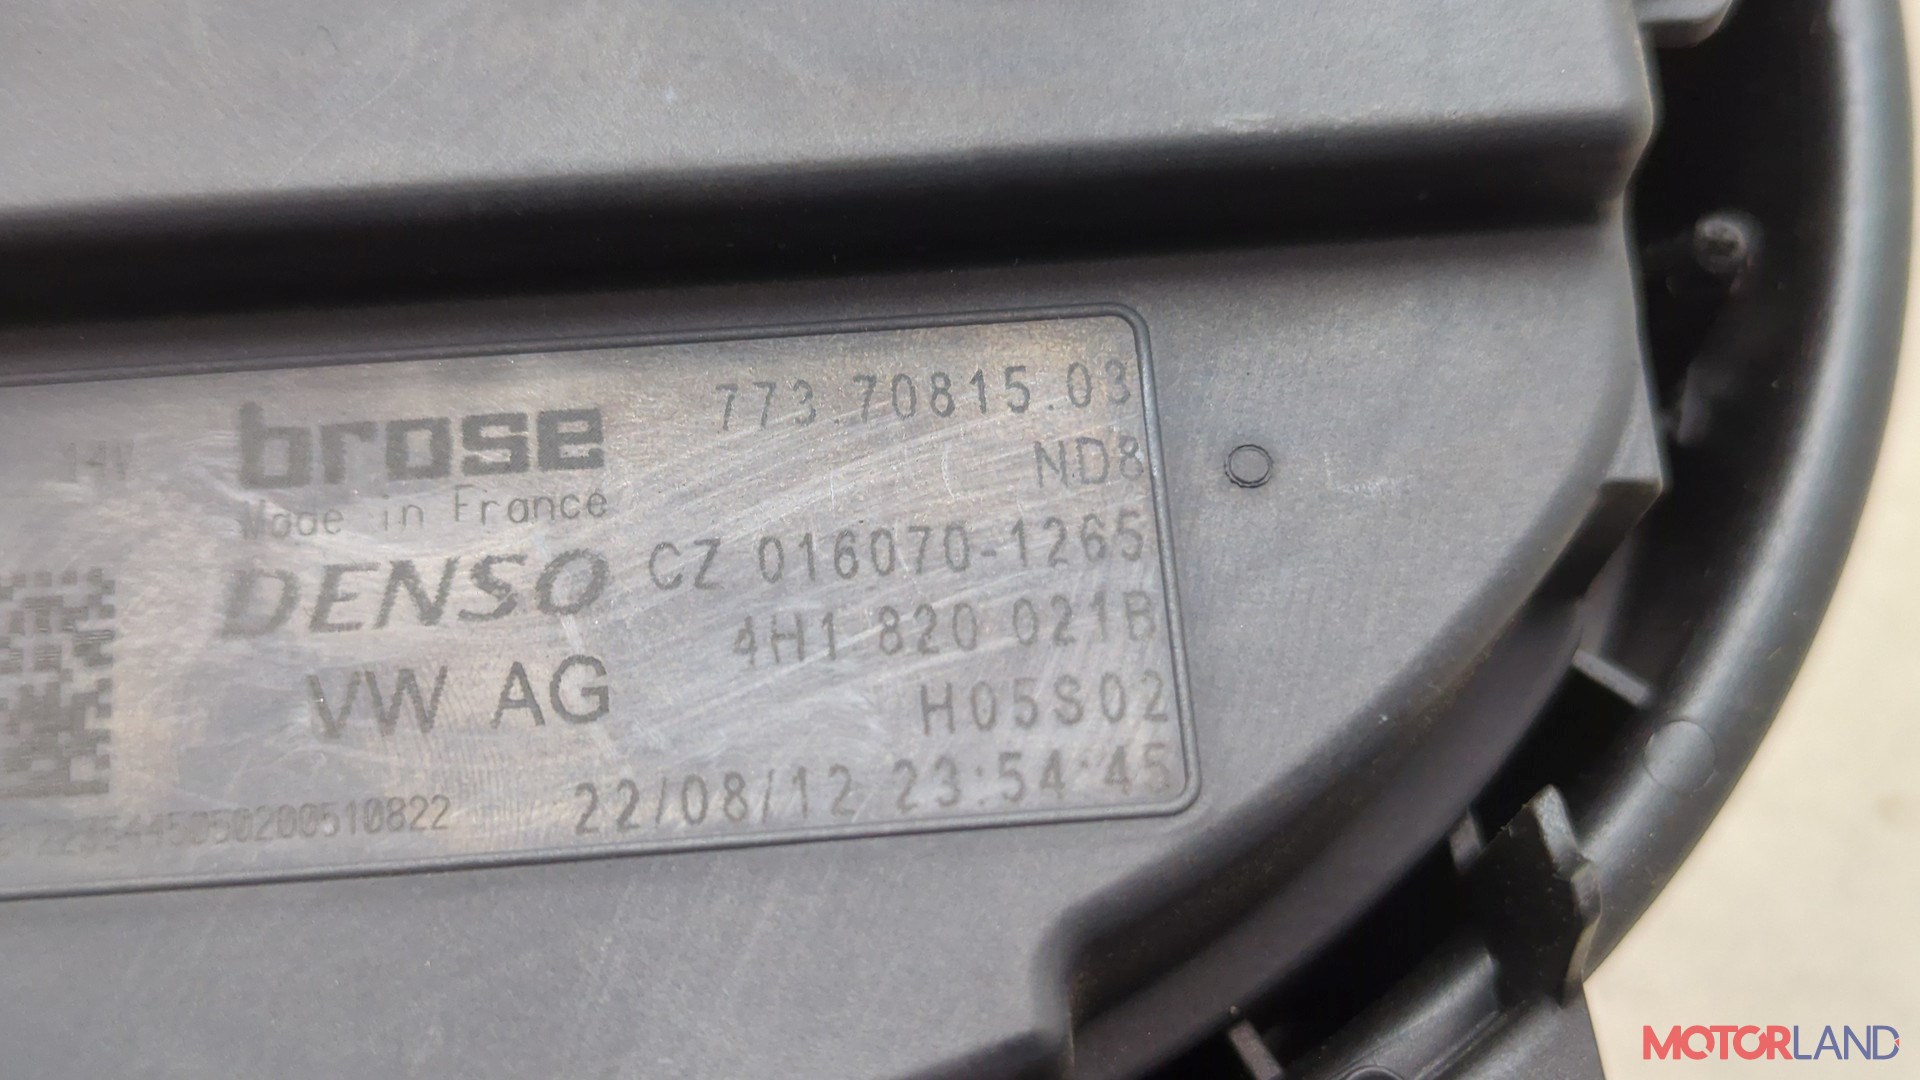 773.70815.03
14V brose ND8
Made in France
DENSO CZ 016070-1265
4H1 820 021B
VW AG H05S02
22/08/12 23:54:45
MOTORLAND